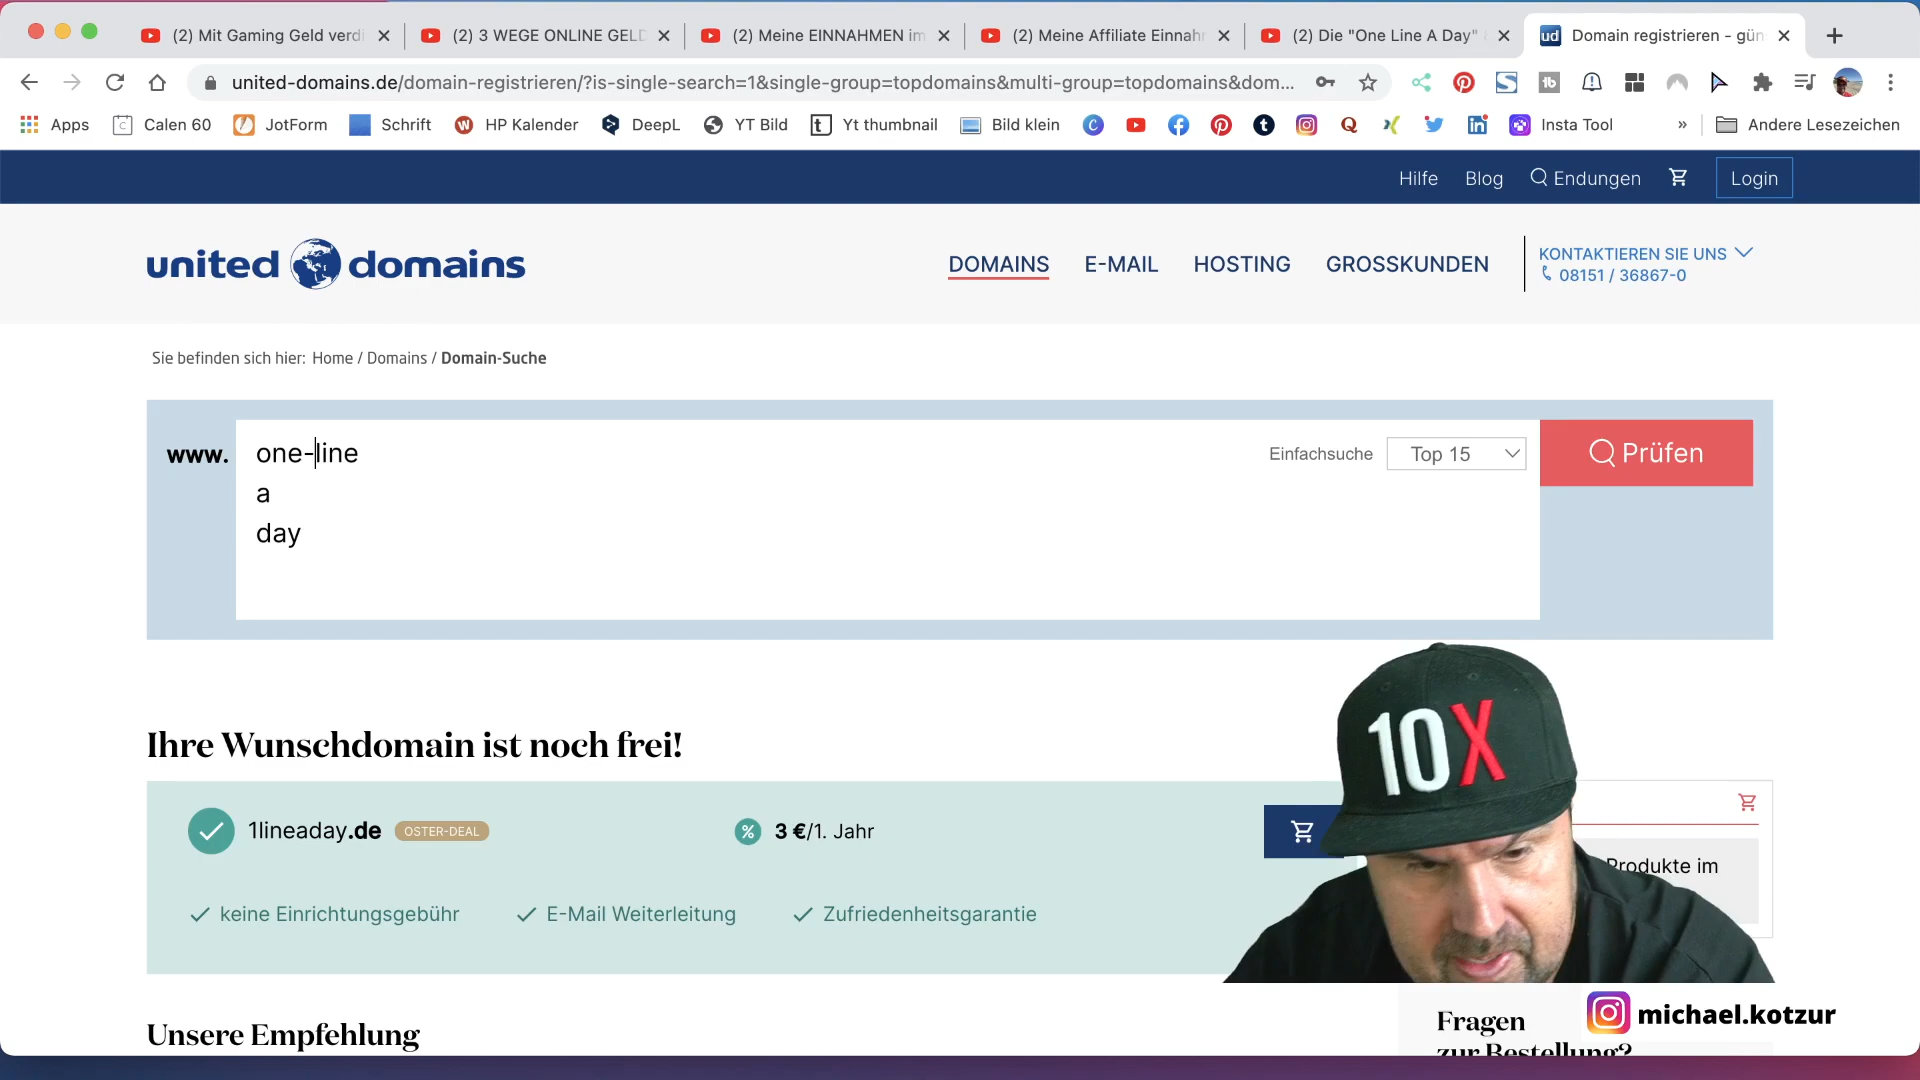 (2) Mit Gaming Geld verdi
(2) 3 WEGE ONLINE GELD
(2) Meine EINNAHMEN im
(2) Meine Affiliate Einnahr
(2) Die "One Line A Day"
ud Domain registrieren - gün
united-domains.de/domain-registrieren/?is-single-search=1&single-group=topdomains&multi-group=topdomains&dom...
Apps
Calen 60
JotForm
Schrift
HP Kalender
DeepL
YT Bild
Yt thumbnail
Bild klein
Insta Tool
»
Andere Lesezeichen
Hilfe
Blog
Endungen
Login
united domains
DOMAINS
E-MAIL
HOSTING
GROSSKUNDEN
KONTAKTIEREN SIE UNS
08151 / 36867-0
Sie befinden sich hier: Home / Domains / Domain-Suche
www.
one-line
a
day
Einfachsuche
Top 15
Prüfen
Ihre Wunschdomain ist noch frei!
1lineaday.de
OSTER-DEAL
% 3 €/1. Jahr
keine Einrichtungsgebühr
E-Mail Weiterleitung
Zufriedenheitsgarantie
10X
Produkte im
Unsere Empfehlung
Fragen
zur Bestellung?
michael.kotzur